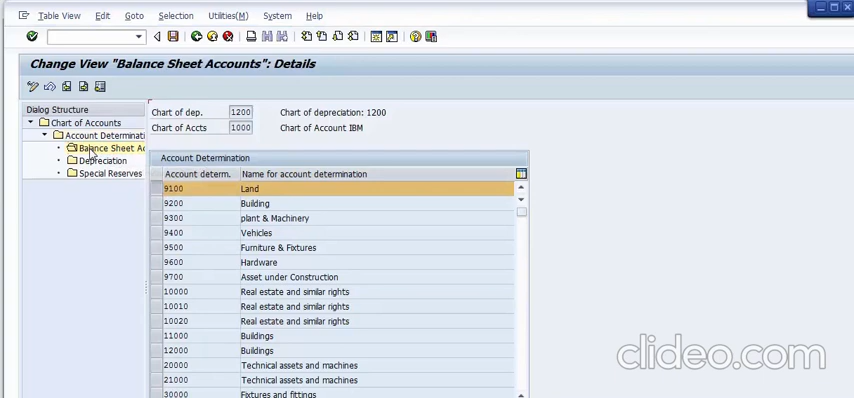 Table View Edit Goto Selection Utilities(M) System Help
Change View "Balance Sheet Accounts": Details
Dialog Structure
Chart of Accounts
Account Determinati
Balance Sheet Ac
Depreciation
Special Reserves
Chart of dep. 1200 Chart of depreciation: 1200
Chart of Accts 1000 Chart of Account IBM
Account Determination
Account determ. Name for account determination
9100 Land
9200 Building
9300 plant & Machinery
9400 Vehicles
9500 Furniture & Fixtures
9600 Hardware
9700 Asset under Construction
10000 Real estate and similar rights
10010 Real estate and similar rights
10020 Real estate and similar rights
11000 Buildings
12000 Buildings
20000 Technical assets and machines
21000 Technical assets and machines
30000 Fixtures and fittings
clideo.com